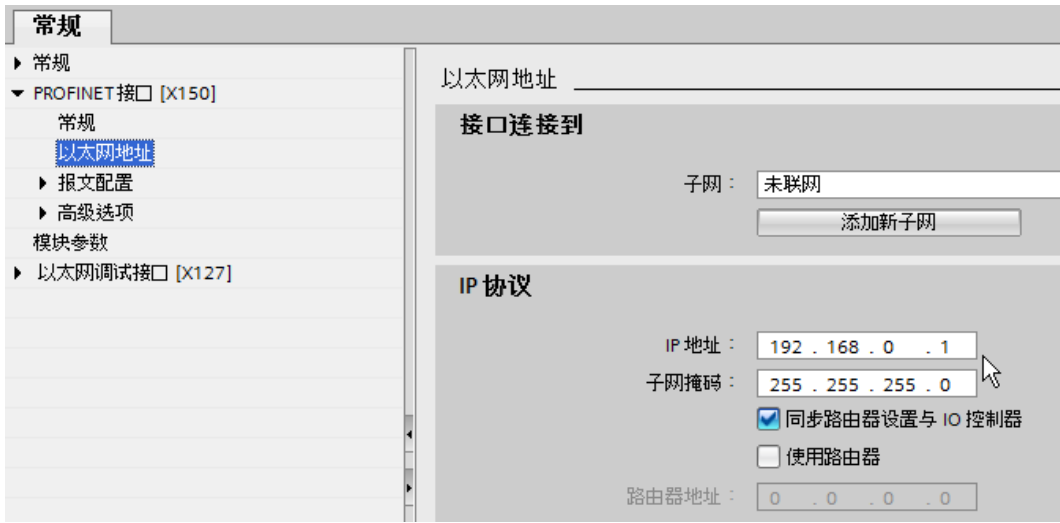 常规
常规
PROFINET接口 [X150]
常规
以太网地址
报文配置
高级选项
模块参数
以太网调试接口 [X127]
以太网地址
接口连接到
子网：
未联网
添加新子网
IP 协议
IP 地址：
192 . 168 . 0 . 1
子网掩码：
255 . 255 . 255 . 0
同步路由器设置与 IO 控制器
使用路由器
路由器地址：
0 . 0 . 0 . 0